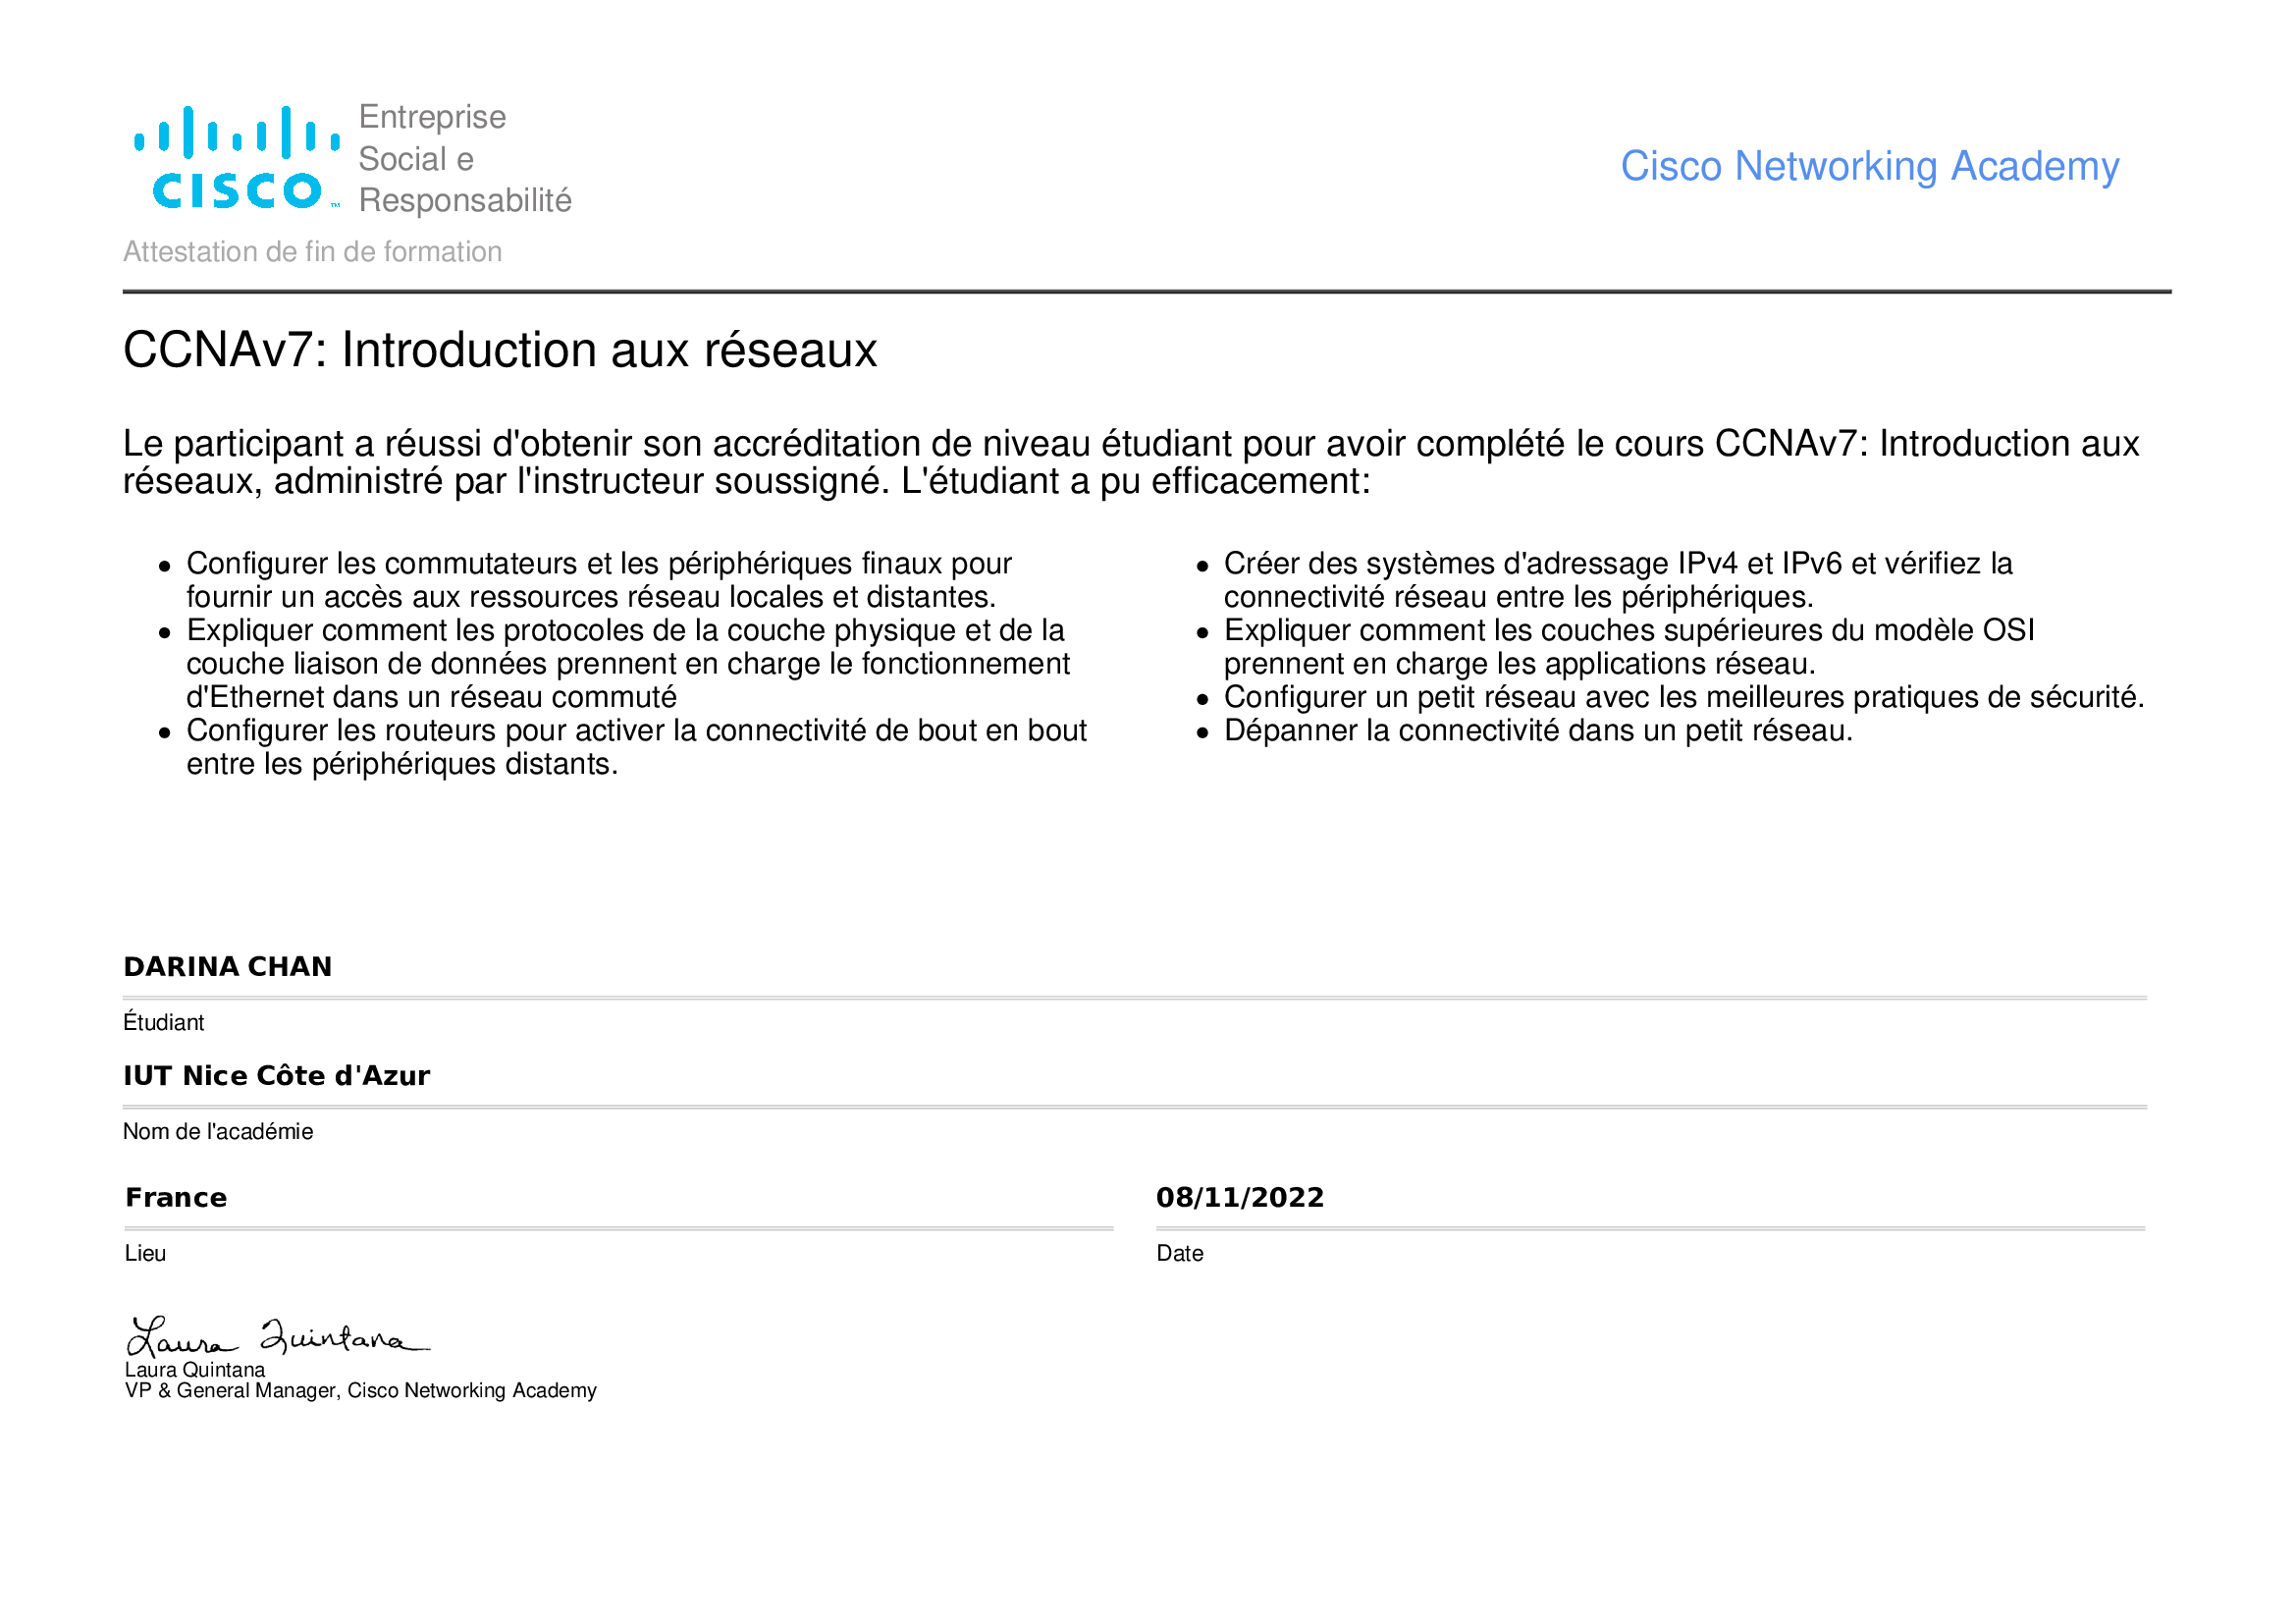 CISCO™
Entreprise
Social e
Responsabilité
Cisco Networking Academy
Attestation de fin de formation
CCNAv7: Introduction aux réseaux
Le participant a réussi d'obtenir son accréditation de niveau étudiant pour avoir complété le cours CCNAv7: Introduction aux
réseaux, administré par l'instructeur soussigné. L'étudiant a pu efficacement:
• Configurer les commutateurs et les périphériques finaux pour
fournir un accès aux ressources réseau locales et distantes.
• Expliquer comment les protocoles de la couche physique et de la
couche liaison de données prennent en charge le fonctionnement
d'Ethernet dans un réseau commuté
• Configurer les routeurs pour activer la connectivité de bout en bout
entre les périphériques distants.
• Créer des systèmes d'adressage IPv4 et IPv6 et vérifiez la
connectivité réseau entre les périphériques.
• Expliquer comment les couches supérieures du modèle OSI
prennent en charge les applications réseau.
• Configurer un petit réseau avec les meilleures pratiques de sécurité.
• Dépanner la connectivité dans un petit réseau.
DARINA CHAN
Étudiant
IUT Nice Côte d'Azur
Nom de l'académie
France
Lieu
08/11/2022
Date
Laura Quintana
Laura Quintana
VP & General Manager, Cisco Networking Academy